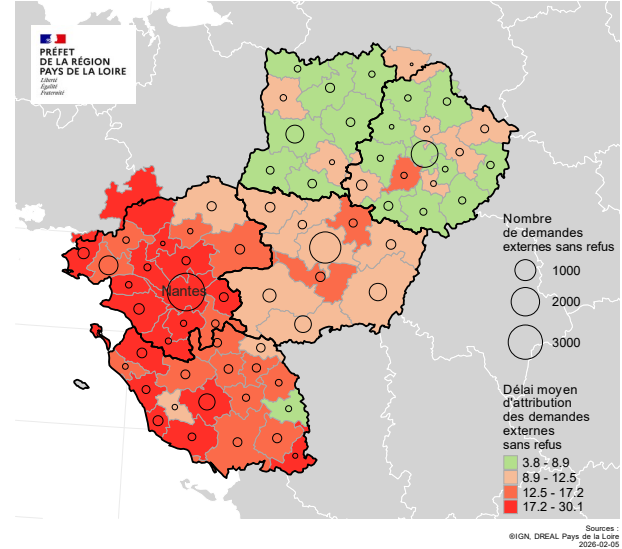 PRÉFET
DE LA RÉGION
PAYS DE LA LOIRE
Liberté
Égalité
Fraternité
Nantes
Nombre
de demandes
externes sans refus
1000
2000
3000
Délai moyen
d'attribution
des demandes
externes
sans refus
3.8 - 8.9
8.9 - 12.5
12.5 - 17.2
17.2 - 30.1
Sources :
©IGN, DREAL Pays de la Loire
2026-02-05